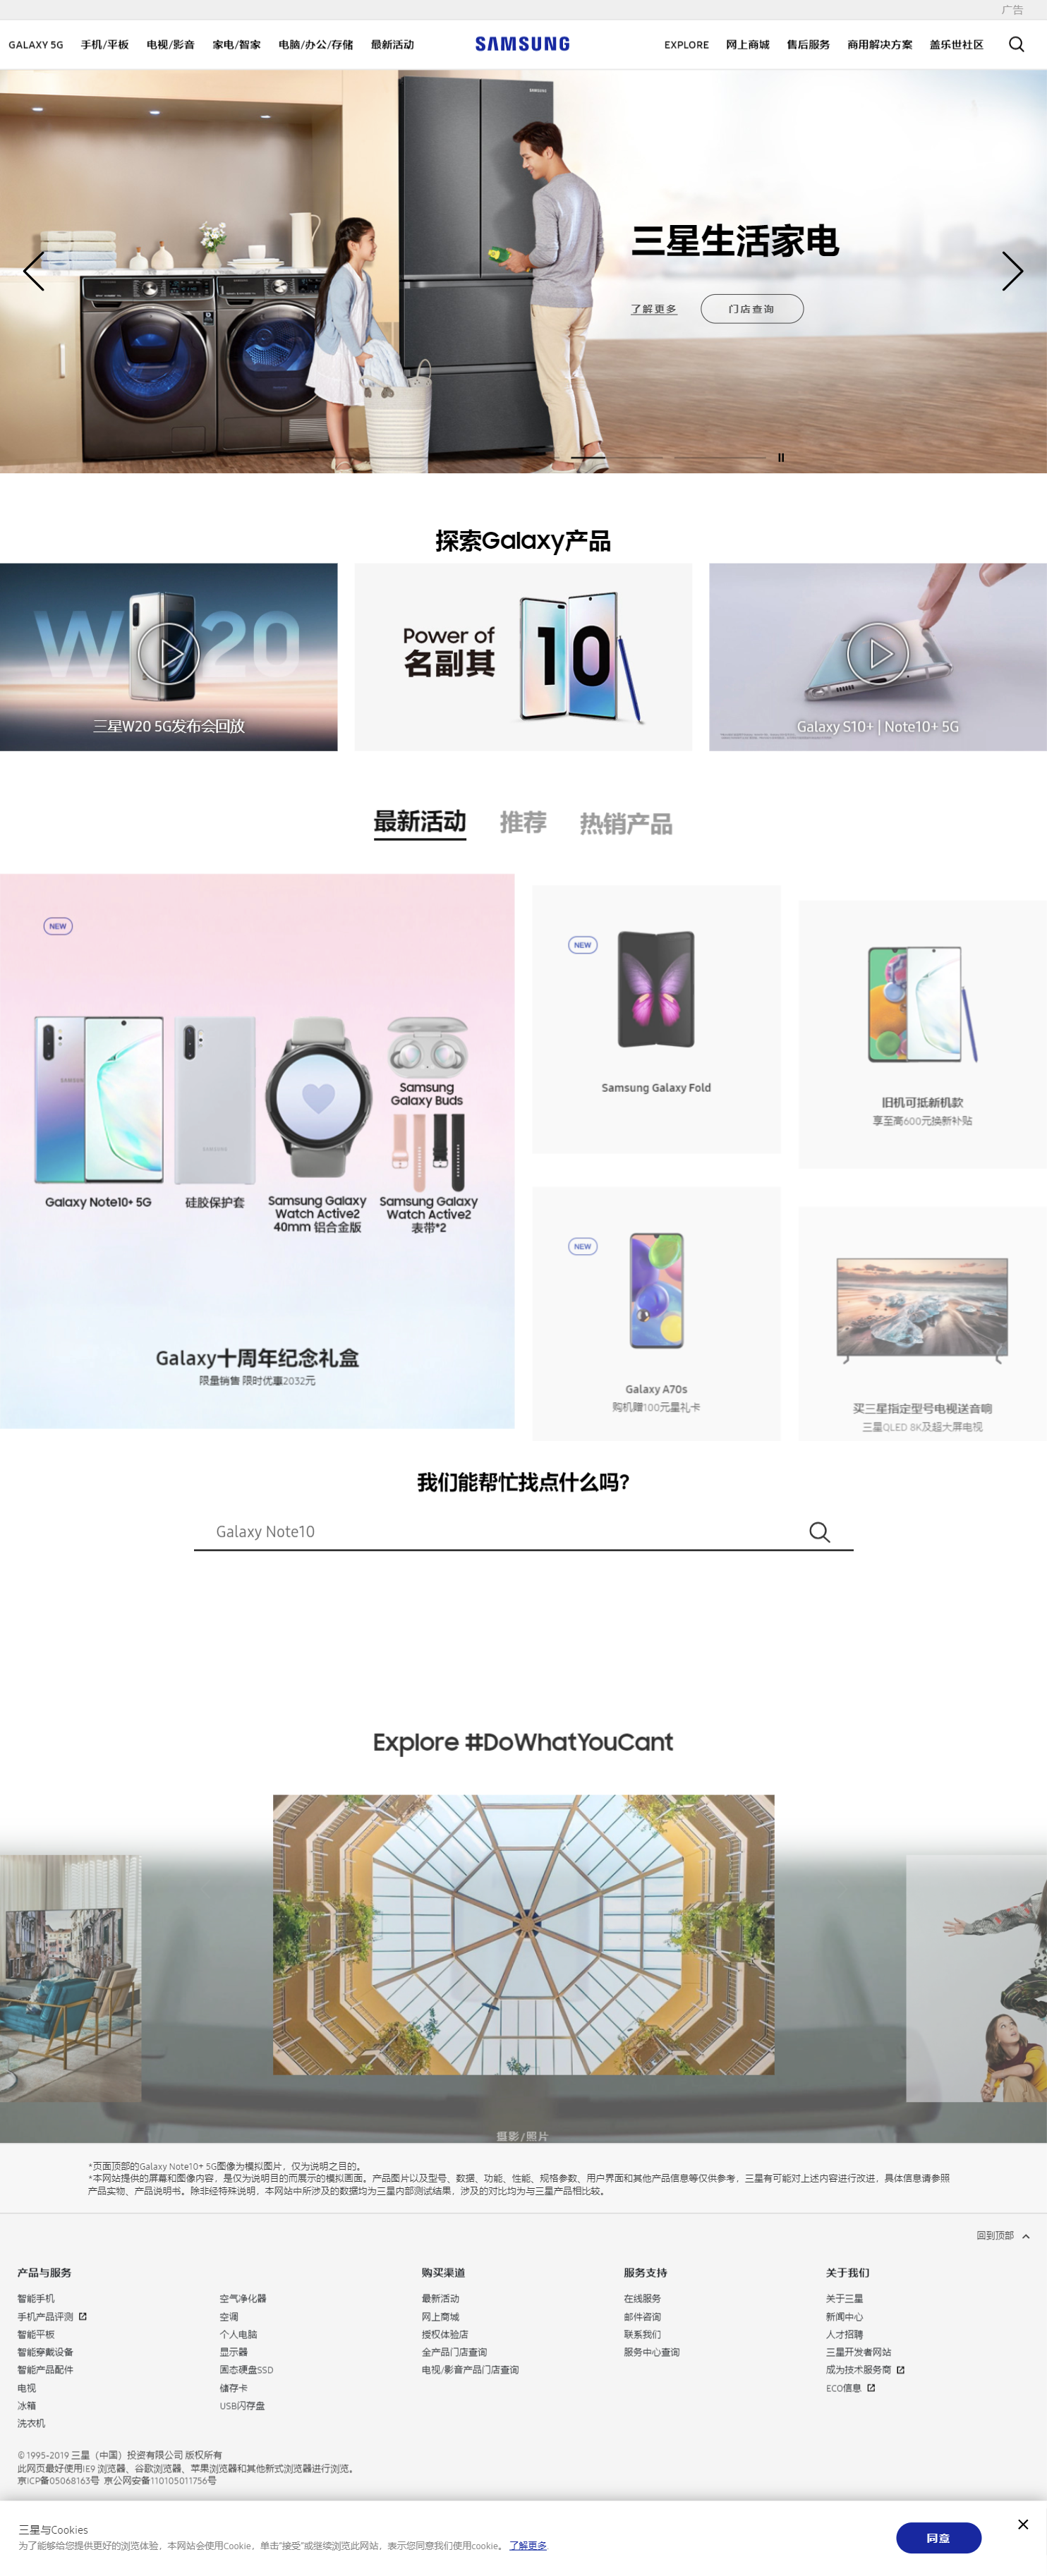 广告
GALAXY 5G 手机/平板 电视/影音 家电/智家 电脑/办公/存储 最新活动 SAMSUNG EXPLORE 网上商城 售后服务 商用解决方案 盖乐世社区
SAMSUNG
三星生活家电
了解更多 门店查询
探索Galaxy产品
W20
三星W20 5G发布会回放
Power of
名副其
10
Galaxy S10+ | Note10+ 5G
最新活动 推荐 热销产品
NEW
Samsung
Galaxy Buds
Galaxy Note10+ 5G
硅胶保护套
Samsung Galaxy
Watch Active2
40mm 铝合金版
Samsung Galaxy
Watch Active2
表带*2
Galaxy十周年纪念礼盒
限量销售 限时优惠2032元
NEW
Samsung Galaxy Fold
旧机可抵新机款
享至高600元换新补贴
NEW
Galaxy A70s
购机赠100元量礼卡
买三星指定型号电视送音响
三星QLED 8K及超大屏电视
我们能帮忙找点什么吗?
Galaxy Note10
Explore #DoWhatYouCant
摄影/照片
*页面顶部的Galaxy Note10+ 5G图像为模拟图片，仅为说明之目的。
*本网站提供的屏幕和图像内容，是仅为说明目的而展示的模拟画面。产品图片以及型号、数据、功能、性能、规格参数、用户界面和其他产品信息等仅供参考，三星有可能对上述内容进行改进，具体信息请参照
产品实物、产品说明书。除非经特殊说明，本网站中所涉及的数据均为三星内部测试结果，涉及的对比均为与三星产品相比较。
回到顶部
产品与服务
智能手机
手机产品评测
智能平板
智能穿戴设备
智能产品配件
电视
冰箱
洗衣机
空气净化器
空调
个人电脑
显示器
固态硬盘SSD
储存卡
USB闪存盘
购买渠道
最新活动
网上商城
授权体验店
全产品门店查询
电视/影音产品门店查询
服务支持
在线服务
邮件咨询
联系我们
服务中心查询
关于我们
关于三星
新闻中心
人才招聘
三星开发者网站
成为技术服务商
ECO信息
© 1995-2019 三星（中国）投资有限公司 版权所有
此网页最好使用IE9 浏览器、谷歌浏览器、苹果浏览器和其他新式浏览器进行浏览。
京ICP备05068163号 京公网安备110105011756号
三星与Cookies
为了能够给您提供更好的浏览体验，本网站会使用Cookie，单击“接受”或继续浏览此网站，表示您同意我们使用cookie。 了解更多
同意